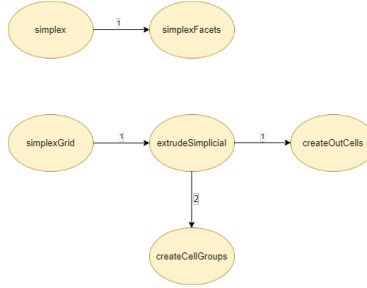 simplex
1
simplexFacets
simplexGrid
1
extrudeSimplicial
1
createOutCells
2
createCellGroups